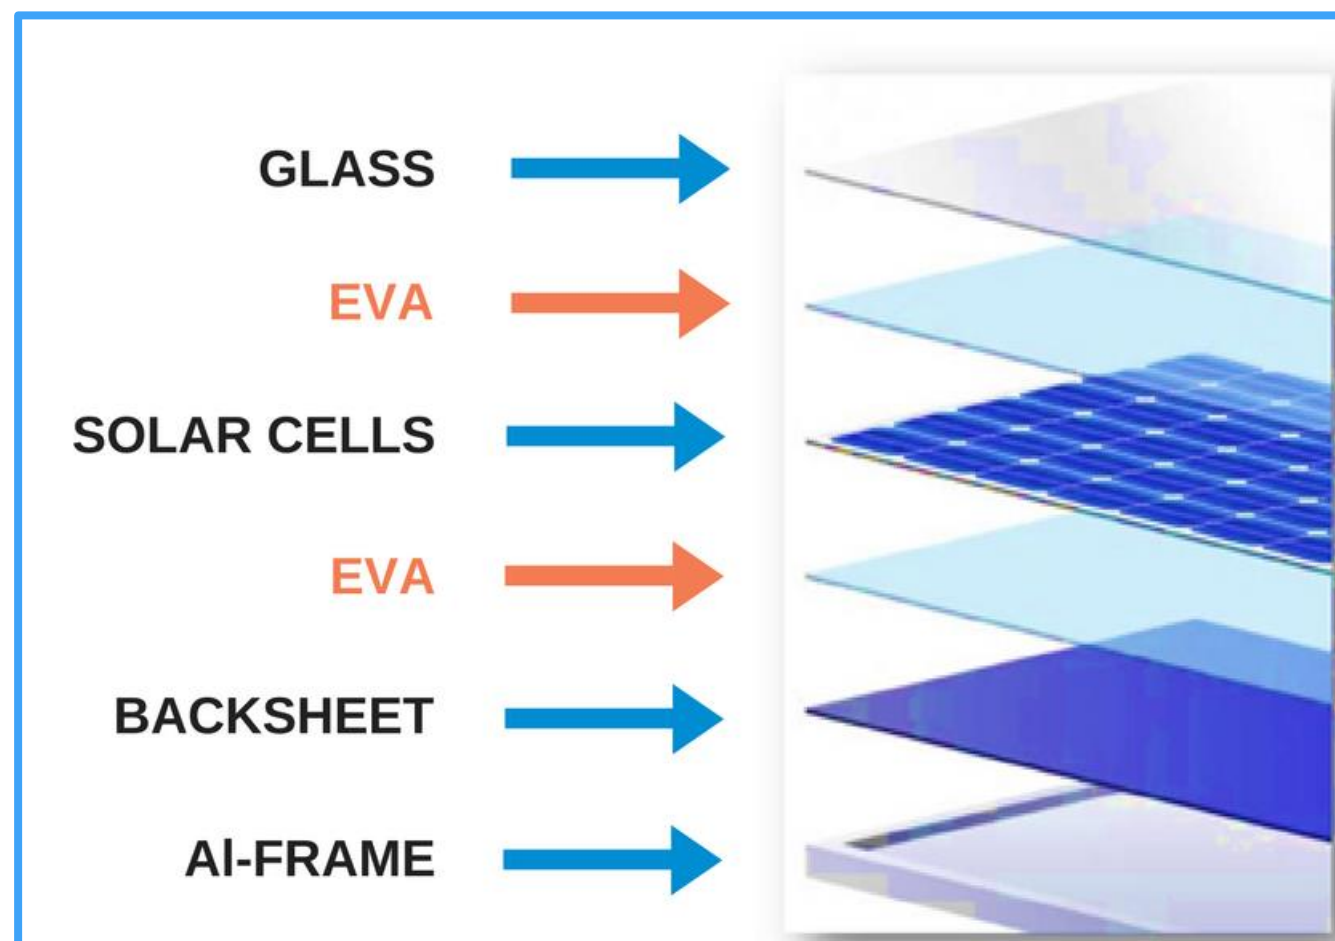 GLASS
EVA
SOLAR CELLS
EVA
BACKSHEET
Al-FRAME